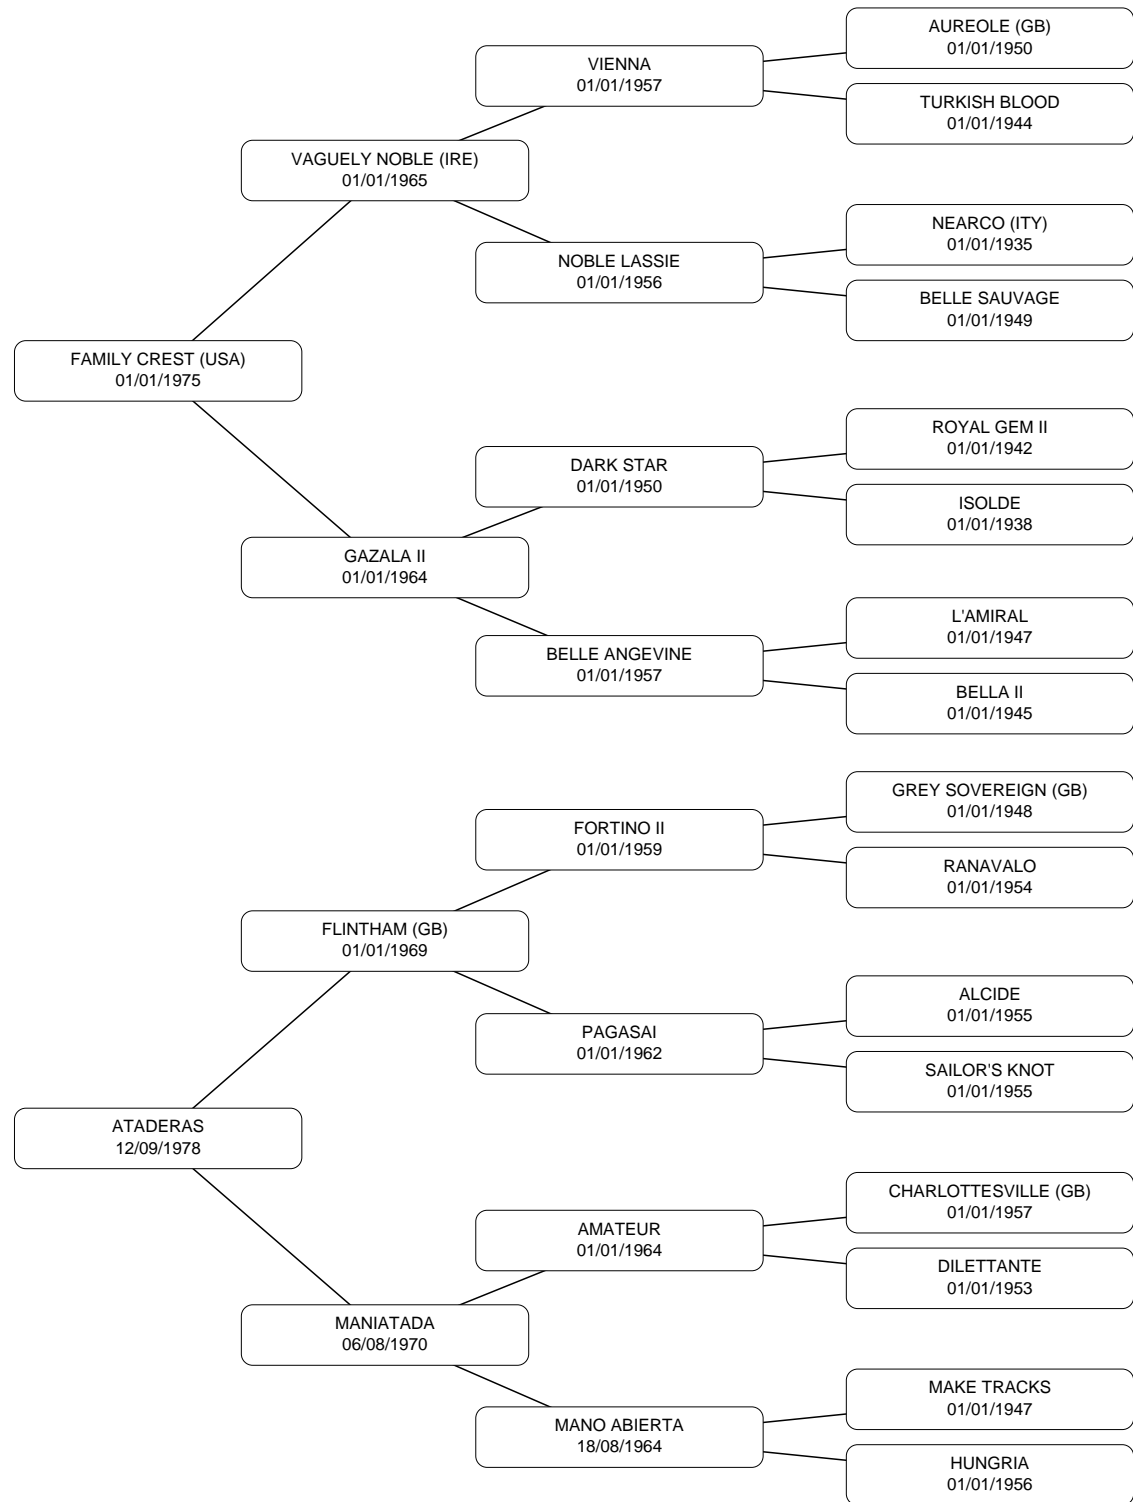 AUREOLE (GB)
01/01/1950
VIENNA
01/01/1957
TURKISH BLOOD
01/01/1944
VAGUELY NOBLE (IRE)
01/01/1965
NEARCO (ITY)
01/01/1935
NOBLE LASSIE
01/01/1956
BELLE SAUVAGE
01/01/1949
FAMILY CREST (USA)
01/01/1975
ROYAL GEM II
01/01/1942
DARK STAR
01/01/1950
ISOLDE
01/01/1938
GAZALA II
01/01/1964
L'AMIRAL
01/01/1947
BELLE ANGEVINE
01/01/1957
BELLA II
01/01/1945
GREY SOVEREIGN (GB)
01/01/1948
FORTINO II
01/01/1959
RANAVALO
01/01/1954
FLINTHAM (GB)
01/01/1969
ALCIDE
01/01/1955
PAGASAI
01/01/1962
SAILOR'S KNOT
01/01/1955
ATADERAS
12/09/1978
CHARLOTTESVILLE (GB)
01/01/1957
AMATEUR
01/01/1964
DILETTANTE
01/01/1953
MANIATADA
06/08/1970
MAKE TRACKS
01/01/1947
MANO ABIERTA
18/08/1964
HUNGRIA
01/01/1956